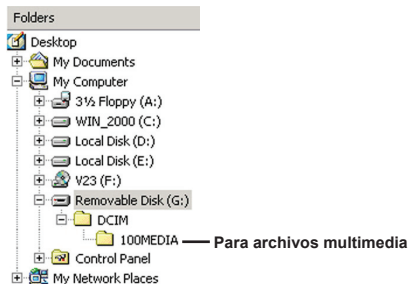 Folders
Desktop
My Documents
My Computer
3½ Floppy (A:)
WIN_2000 (C:)
Local Disk (D:)
Local Disk (E:)
V23 (F:)
Removable Disk (G:)
DCIM
100MEDIA Para archivos multimedia
Control Panel
My Network Places